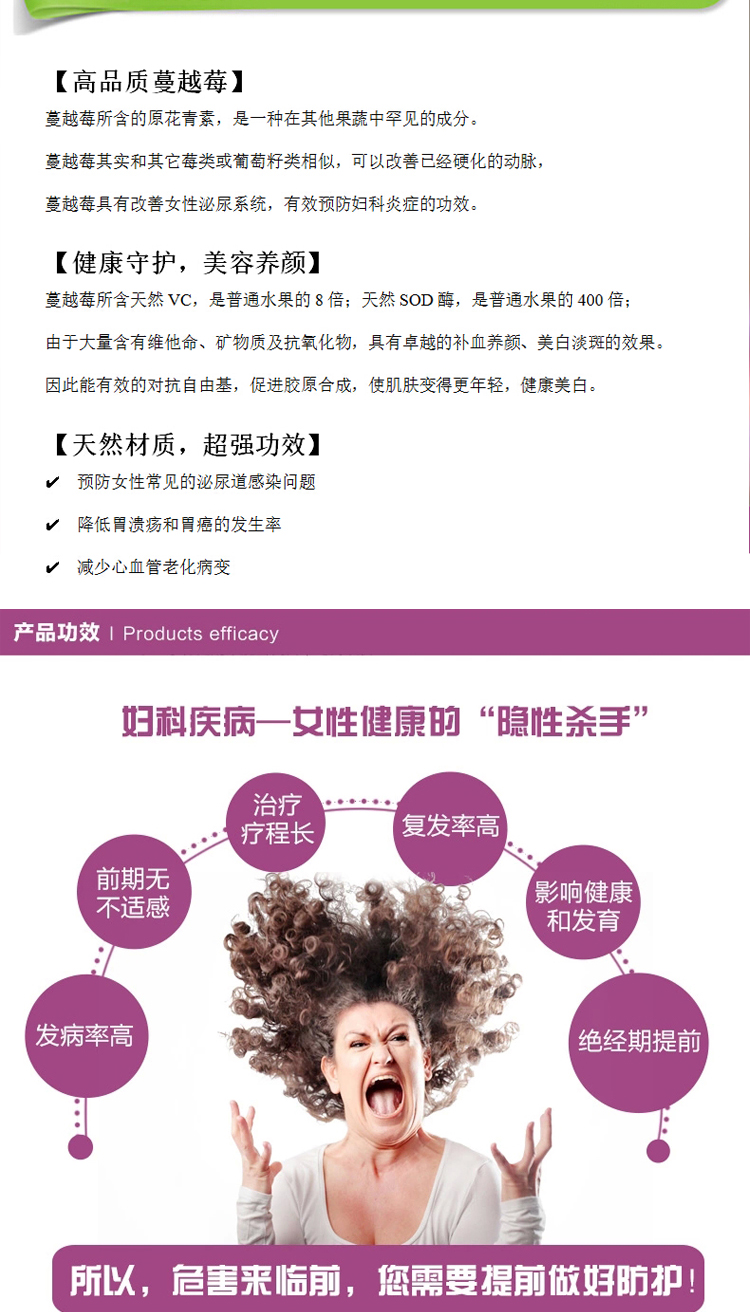 【高品质蔓越莓】
蔓越莓所含的原花青素，是一种在其他果蔬中罕见的成分。
蔓越莓其实和其它莓类或葡萄籽类相似，可以改善已经硬化的动脉，
蔓越莓具有改善女性泌尿系统，有效预防妇科炎症的功效。
【健康守护，美容养颜】
蔓越莓所含天然 VC，是普通水果的 8 倍；天然 SOD 酶，是普通水果的 400 倍；
由于大量含有维他命、矿物质及抗氧化物，具有卓越的补血养颜、美白淡斑的效果。
因此能有效的对抗自由基，促进胶原合成，使肌肤变得更年轻，健康美白。
【天然材质，超强功效】
✔ 预防女性常见的泌尿道感染问题
✔ 降低胃溃疡和胃癌的发生率
✔ 减少心血管老化病变
产品功效 | Products efficacy
妇科疾病—女性健康的“隐性杀手”
治疗
疗程长
复发率高
前期无
不适感
影响健康
和发育
发病率高
绝经期提前
所以，危害来临前，您需要提前做好防护！